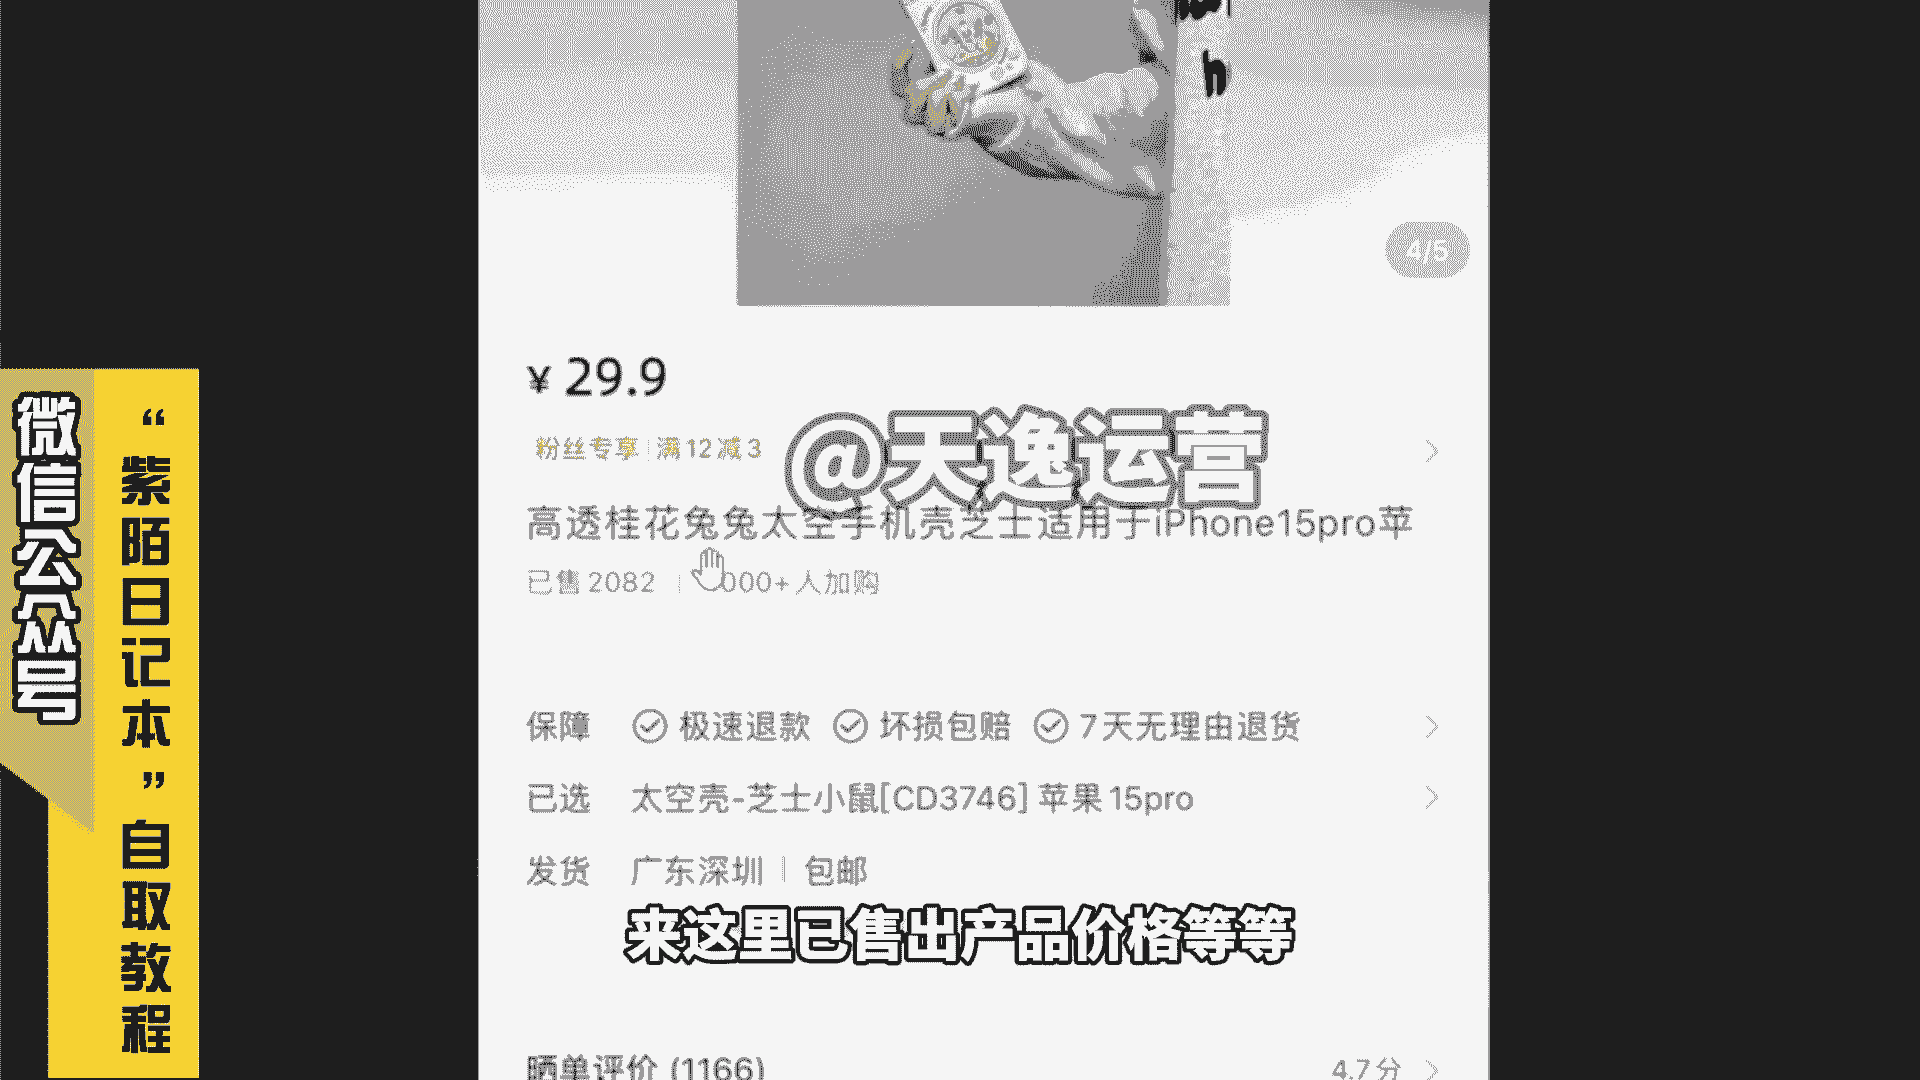 4/5
¥ 29.9
粉丝专享 满12减3
@天逸运营
高透桂花兔兔太空手机壳芝士适用于iPhone15pro苹
已售 2082 000+人加购
保障 极速退款 坏损包赔 7天无理由退货
已选 太空壳-芝士小鼠[CD3746] 苹果15pro
发货 广东深圳 包邮
来这里已售出产品价格等等
晒单评价 (1166) 4.7分
微信公众号
“紫陌日记本”自取教程